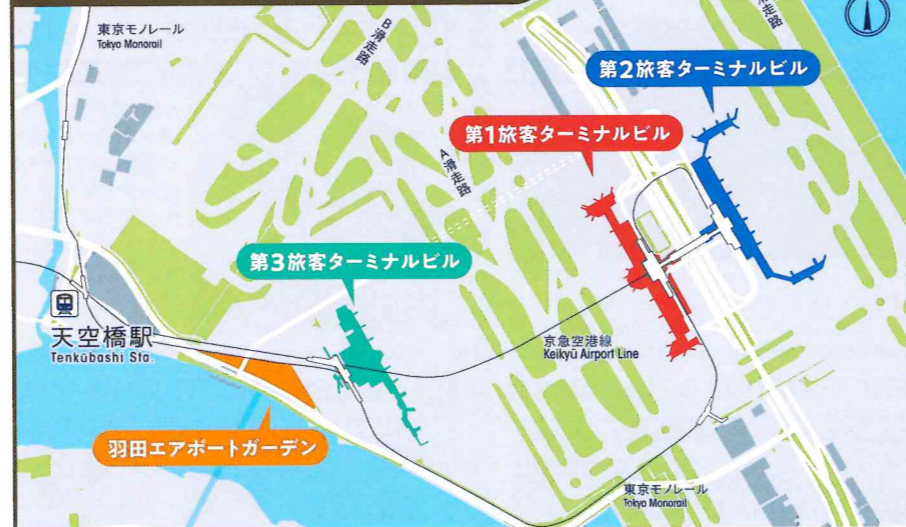 東京モノレール
Tokyo Monorail
B滑走路
滑走路
第2旅客ターミナルビル
第1旅客ターミナルビル
A滑走路
第3旅客ターミナルビル
天空橋駅
Tenkūbashi Sta.
京急空港線
Keikyū Airport Line
羽田エアポートガーデン
東京モノレール
Tokyo Monorail